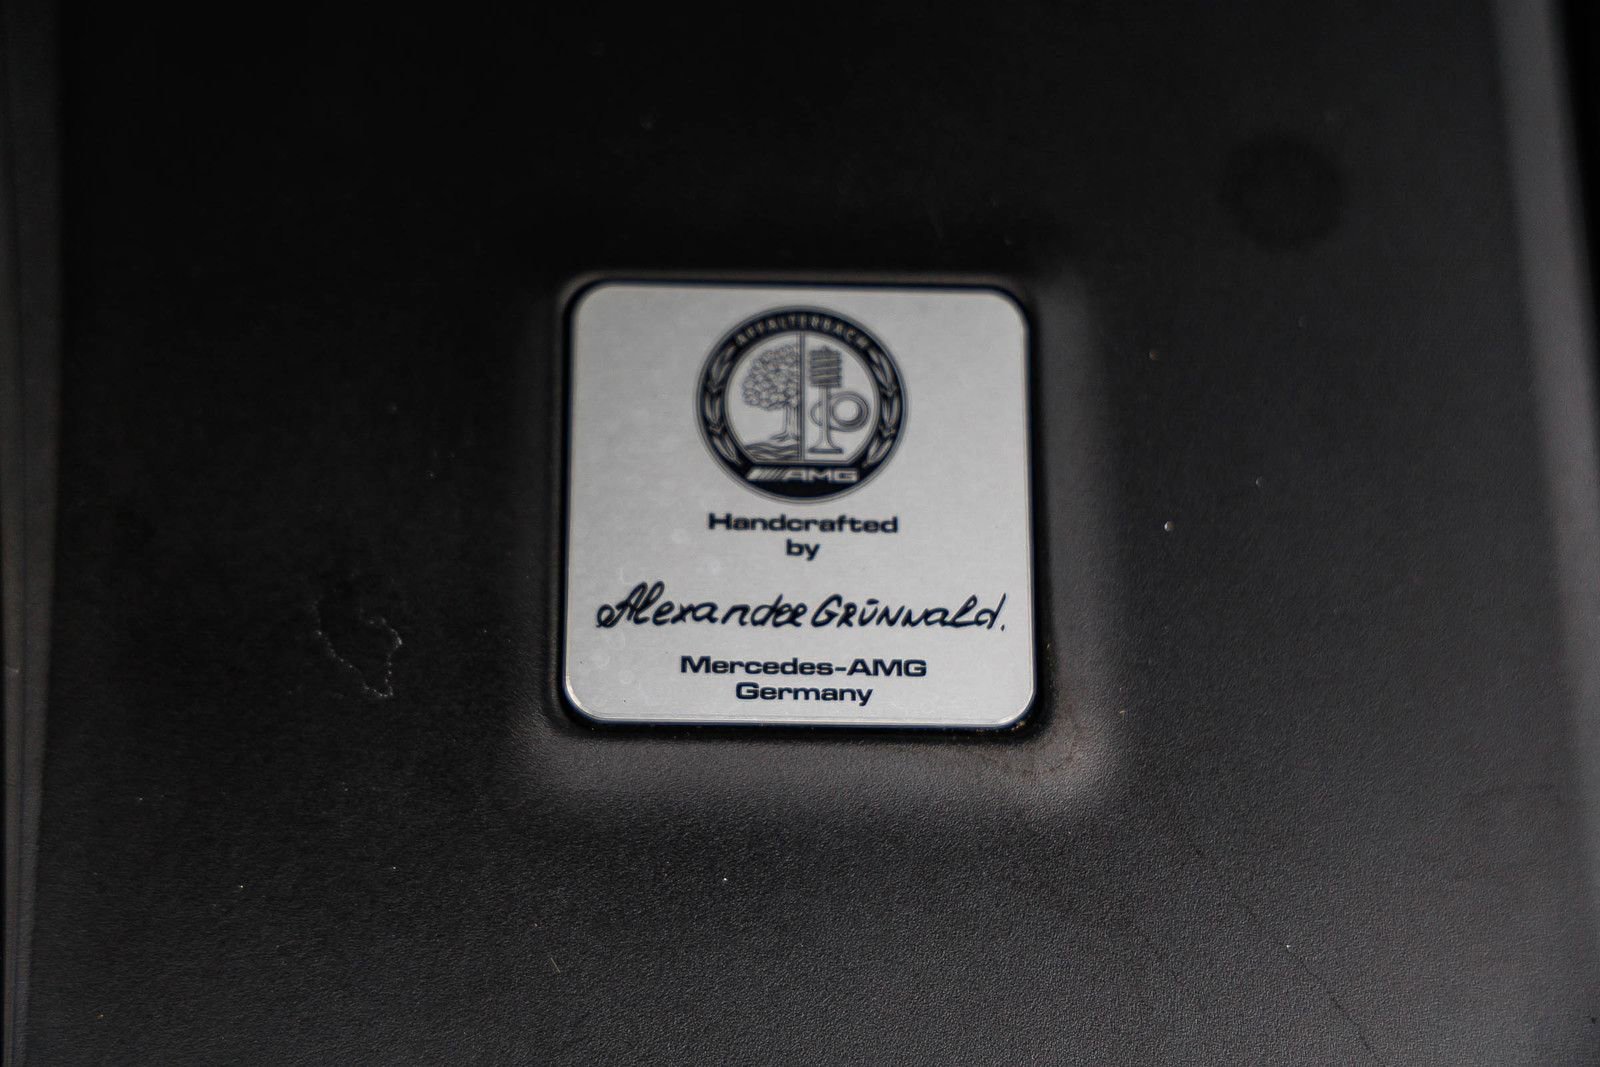 AFFALTERBACH
AMG
Handcrafted
by
Alexander Grünwald.
Mercedes-AMG
Germany